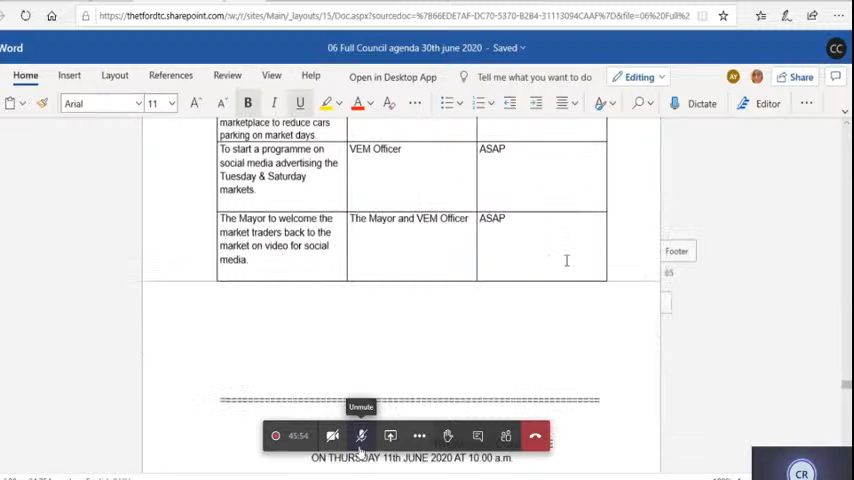 https://thetfordtc.sharepoint.com/:w:/r/sites/Main/_layouts/15/Doc.aspx?sourcedoc=%7B66EDE7AF-DC70-5370-B2B4-31113094CAAF%7D&file=06%20Full%2
Word
06 Full Council agenda 30th june 2020 - Saved
CC
Home Insert Layout References Review View Help Open in Desktop App Tell me what you want to do Editing AY Share
Arial 11 A A B I U A A Dictate Editor
marketplace to reduce cars
parking on market days.
To start a programme on VEM Officer ASAP
social media advertising the
Tuesday & Saturday
markets.
The Mayor to welcome the The Mayor and VEM Officer ASAP
market traders back to the
market on video for social
media.
Footer
Unmute
45:54
ON THURSDAY 11th JUNE 2020 AT 10.00 a.m.
CR